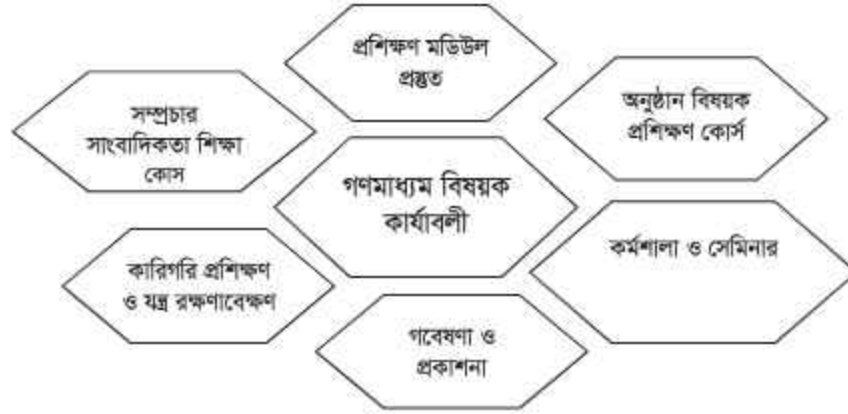 প্রশিক্ষণ মডিউল
প্রস্তুত
সম্প্রচার
সাংবাদিকতা শিক্ষা
কোস
অনুষ্ঠান বিষয়ক
প্রশিক্ষণ কোর্স
গণমাধ্যম বিষয়ক
কার্যাবলী
কারিগরি প্রশিক্ষণ
ও যন্ত্র রক্ষণাবেক্ষণ
কর্মশালা ও সেমিনার
গবেষণা ও
প্রকাশনা